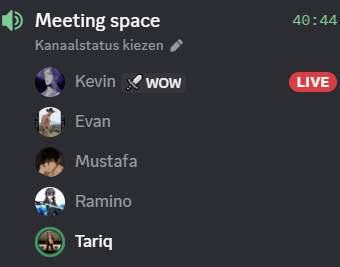 Meeting space 40:44
Kanaalstatus kiezen
Kevin WOW LIVE
Evan
Mustafa
Ramino
Tariq